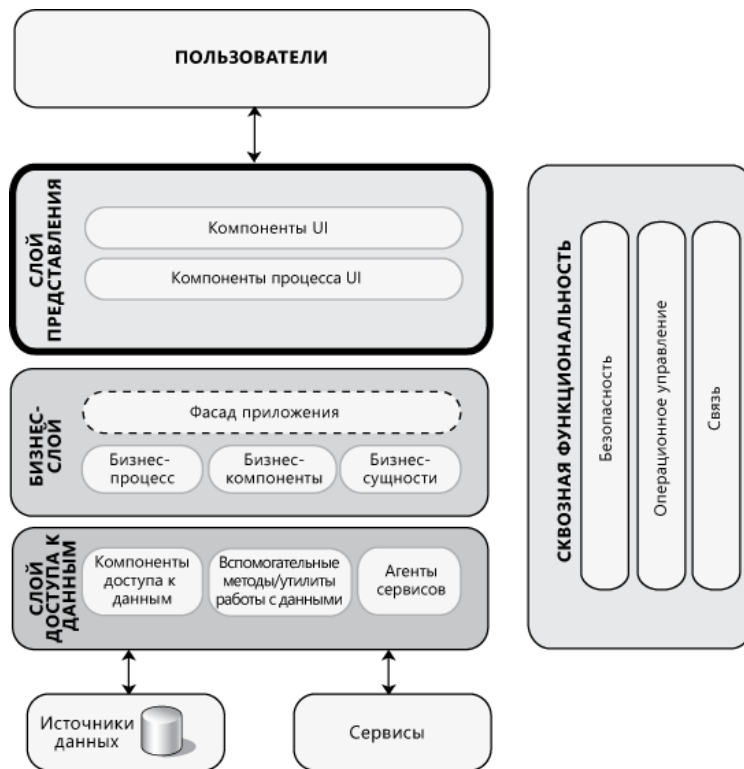 ПОЛЬЗОВАТЕЛИ
СЛОЙ
ПРЕДСТАВЛЕНИЯ
Компоненты UI
Компоненты процесса UI
БИЗНЕС-
СЛОЙ
Фасад приложения
Бизнес-
процесс
Бизнес-
компоненты
Бизнес-
сущности
СЛОЙ
ДОСТУПА К
ДАННЫМ
Компоненты
доступа к
данным
Вспомогательные
методы/утилиты
работы с данными
Агенты
сервисов
Источники
данных
Сервисы
СКВОЗНАЯ ФУНКЦИОНАЛЬНОСТЬ
Безопасность
Операционное управление
Связь